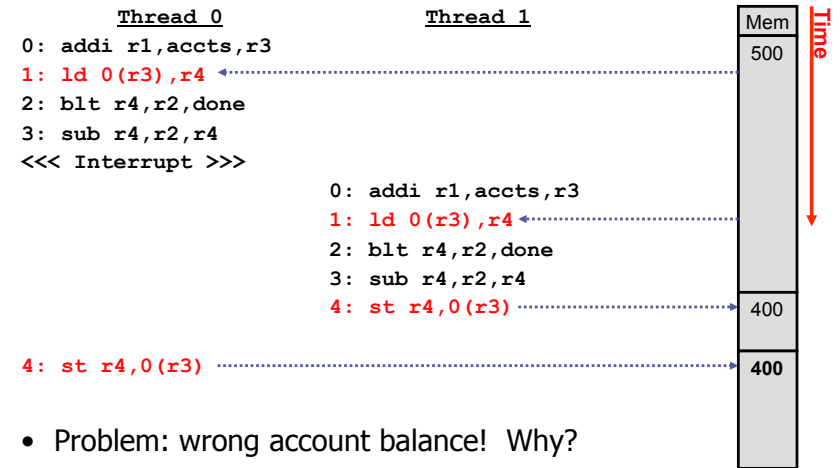 Thread 0 Thread 1 Mem
Time
0: addi r1,accts,r3 500
1: ld 0(r3),r4
2: blt r4,r2,done
3: sub r4,r2,r4
<<< Interrupt >>>
0: addi r1,accts,r3
1: ld 0(r3),r4
2: blt r4,r2,done
3: sub r4,r2,r4
4: st r4,0(r3) 400
4: st r4,0(r3) 400
• Problem: wrong account balance! Why?